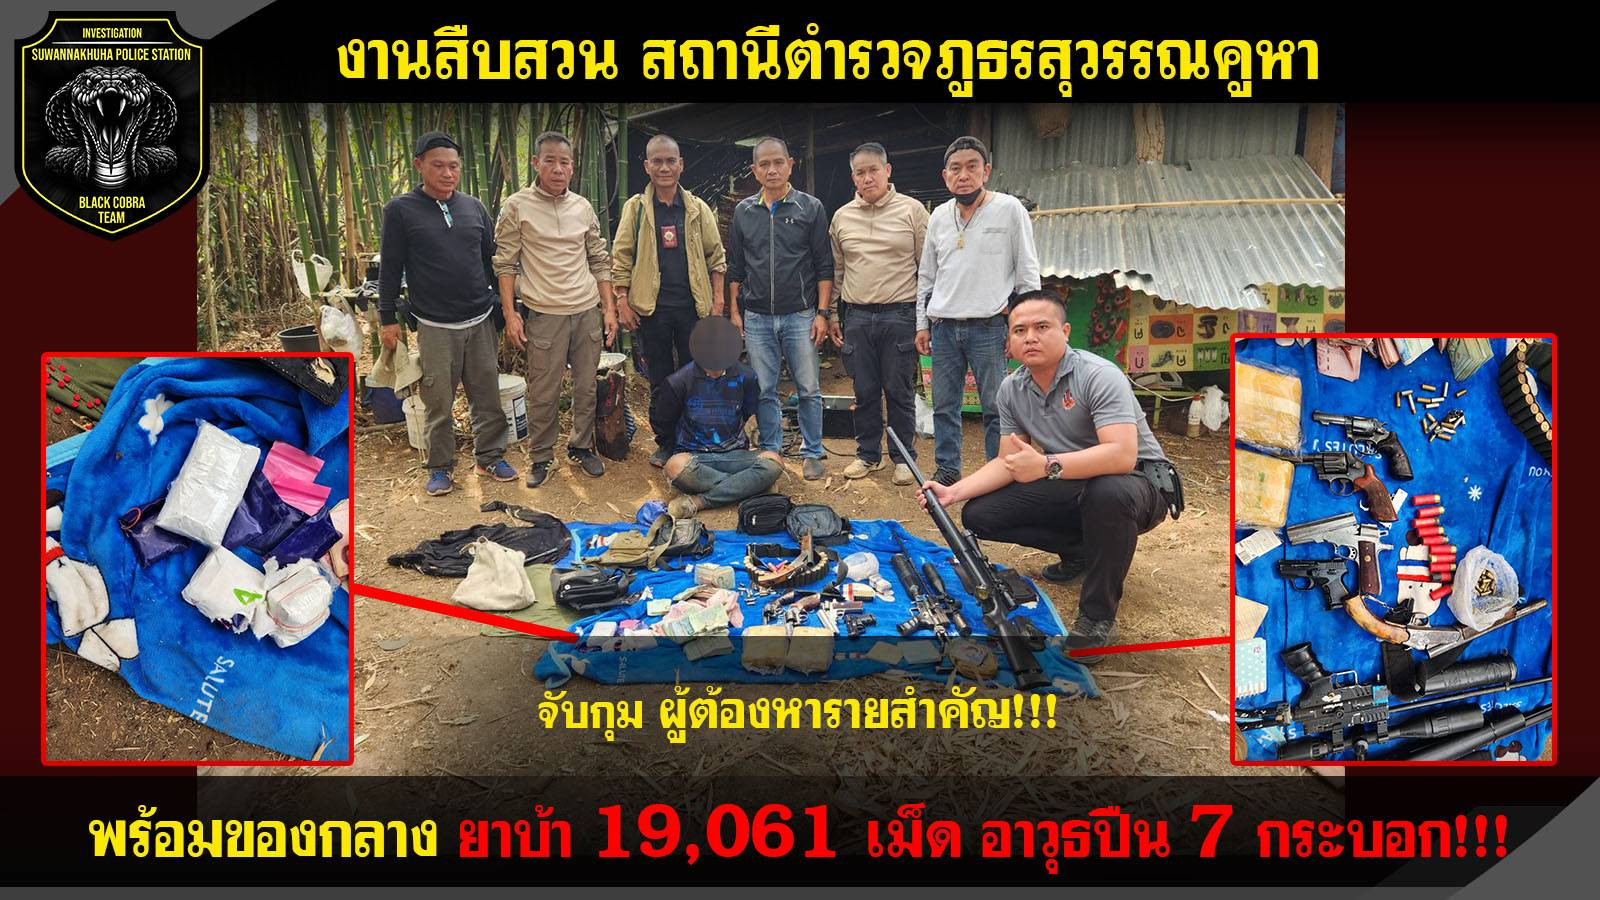 INVESTIGATION
SUWANNAKHUHA POLICE STATION
BLACK COBRA
TEAM
งานสืบสวน สถานีตำรวจภูธรสุวรรณคูหา
SALUTES
A
SALUTES
จับกุม ผู้ต้องหารายสำคัญ!!!
พร้อมของกลาง ยาบ้า 19,061 เม็ด อาวุธปืน 7 กระบอก!!!